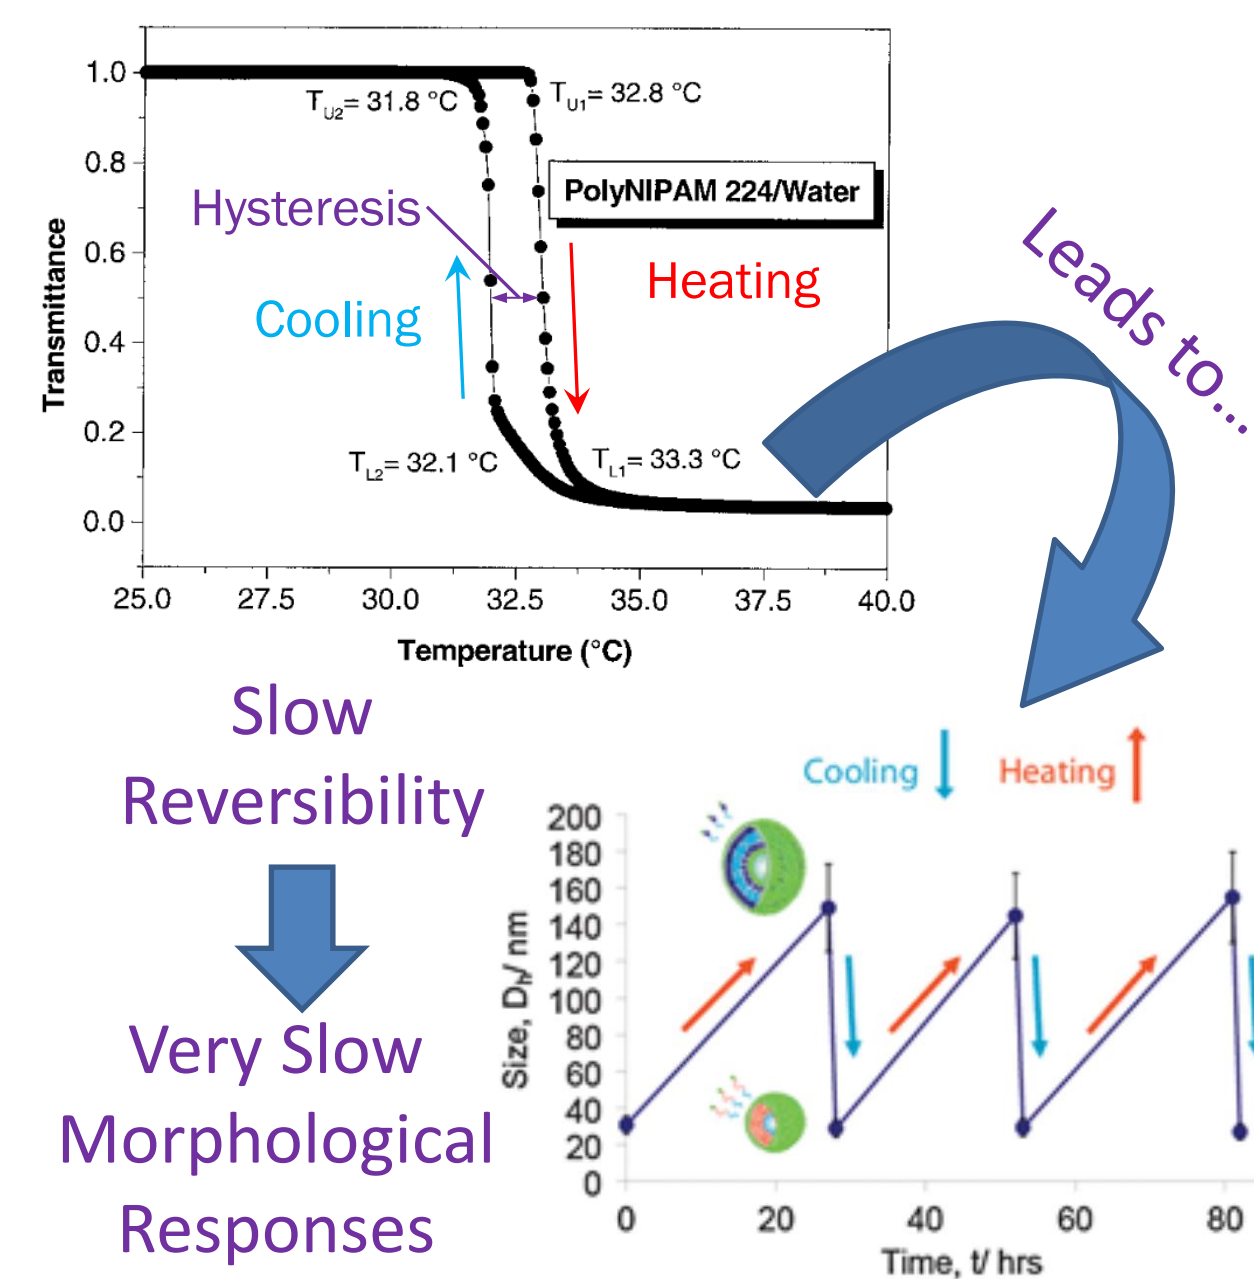 1.0
0.8
0.6
0.4
0.2
0.0
Transmittance
T_U2= 31.8 °C
T_U1= 32.8 °C
PolyNIPAM 224/Water
Hysteresis
Cooling
Heating
T_L2= 32.1 °C
T_L1= 33.3 °C
25.0 27.5 30.0 32.5 35.0 37.5 40.0
Temperature (°C)
Leads to...
Slow
Reversibility
Very Slow
Morphological
Responses
Cooling Heating
200
180
160
140
120
100
80
60
40
20
0
Size, D_h/ nm
0 20 40 60 80
Time, t/ hrs